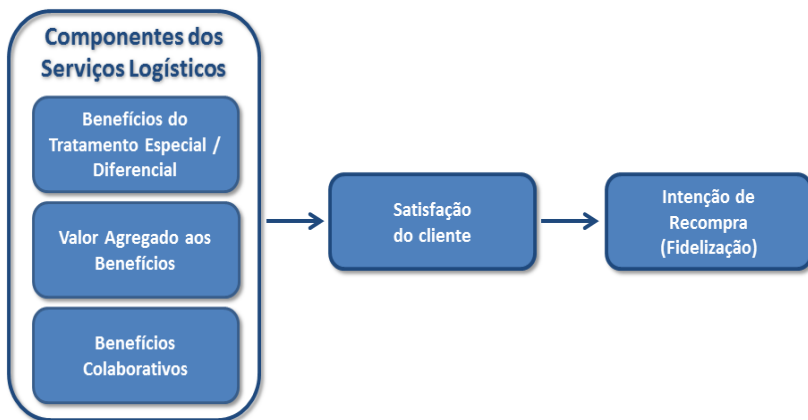 Componentes dos
Serviços Logísticos
Benefícios do
Tratamento Especial /
Diferencial
Valor Agregado aos
Benefícios
Benefícios
Colaborativos
Satisfação
do cliente
Intenção de
Recompra
(Fidelização)